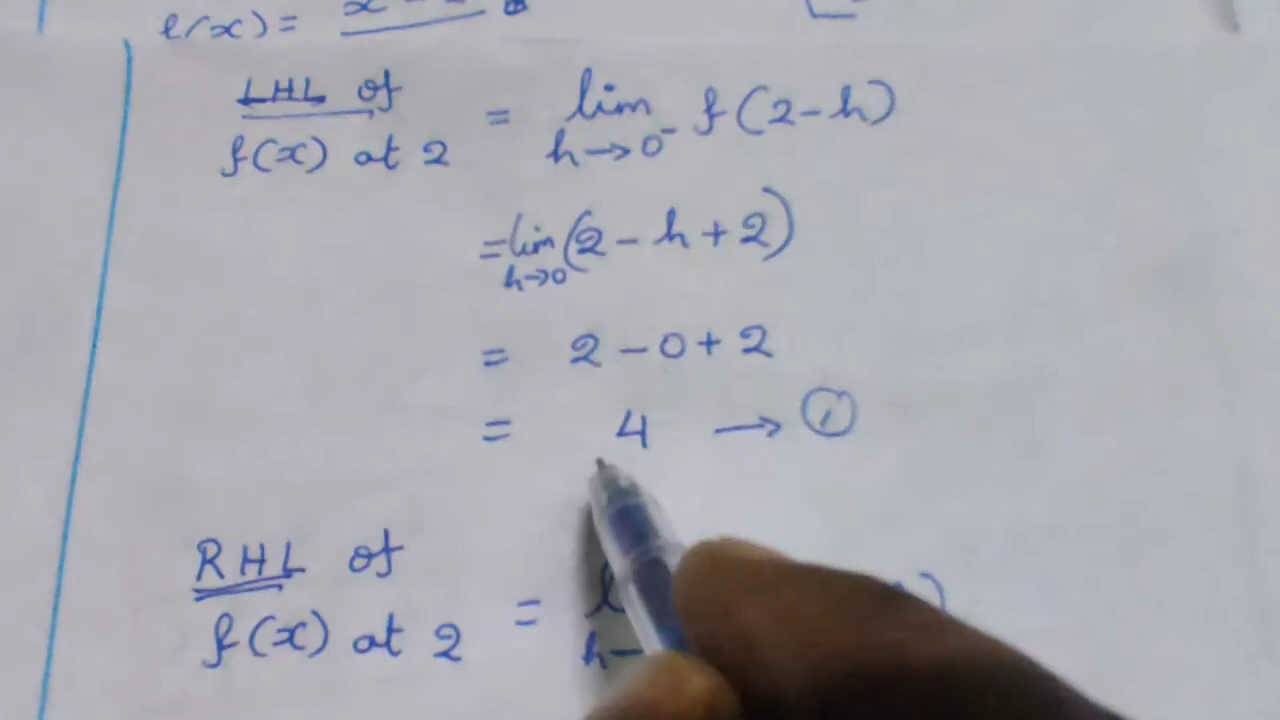 f(x) =
LHL of
f(x) at 2 = lim h→0⁻ f(2-h)
= lim h→0 (2-h+2)
= 2-0+2
= 4 → ①
RHL of
f(x) at 2 =